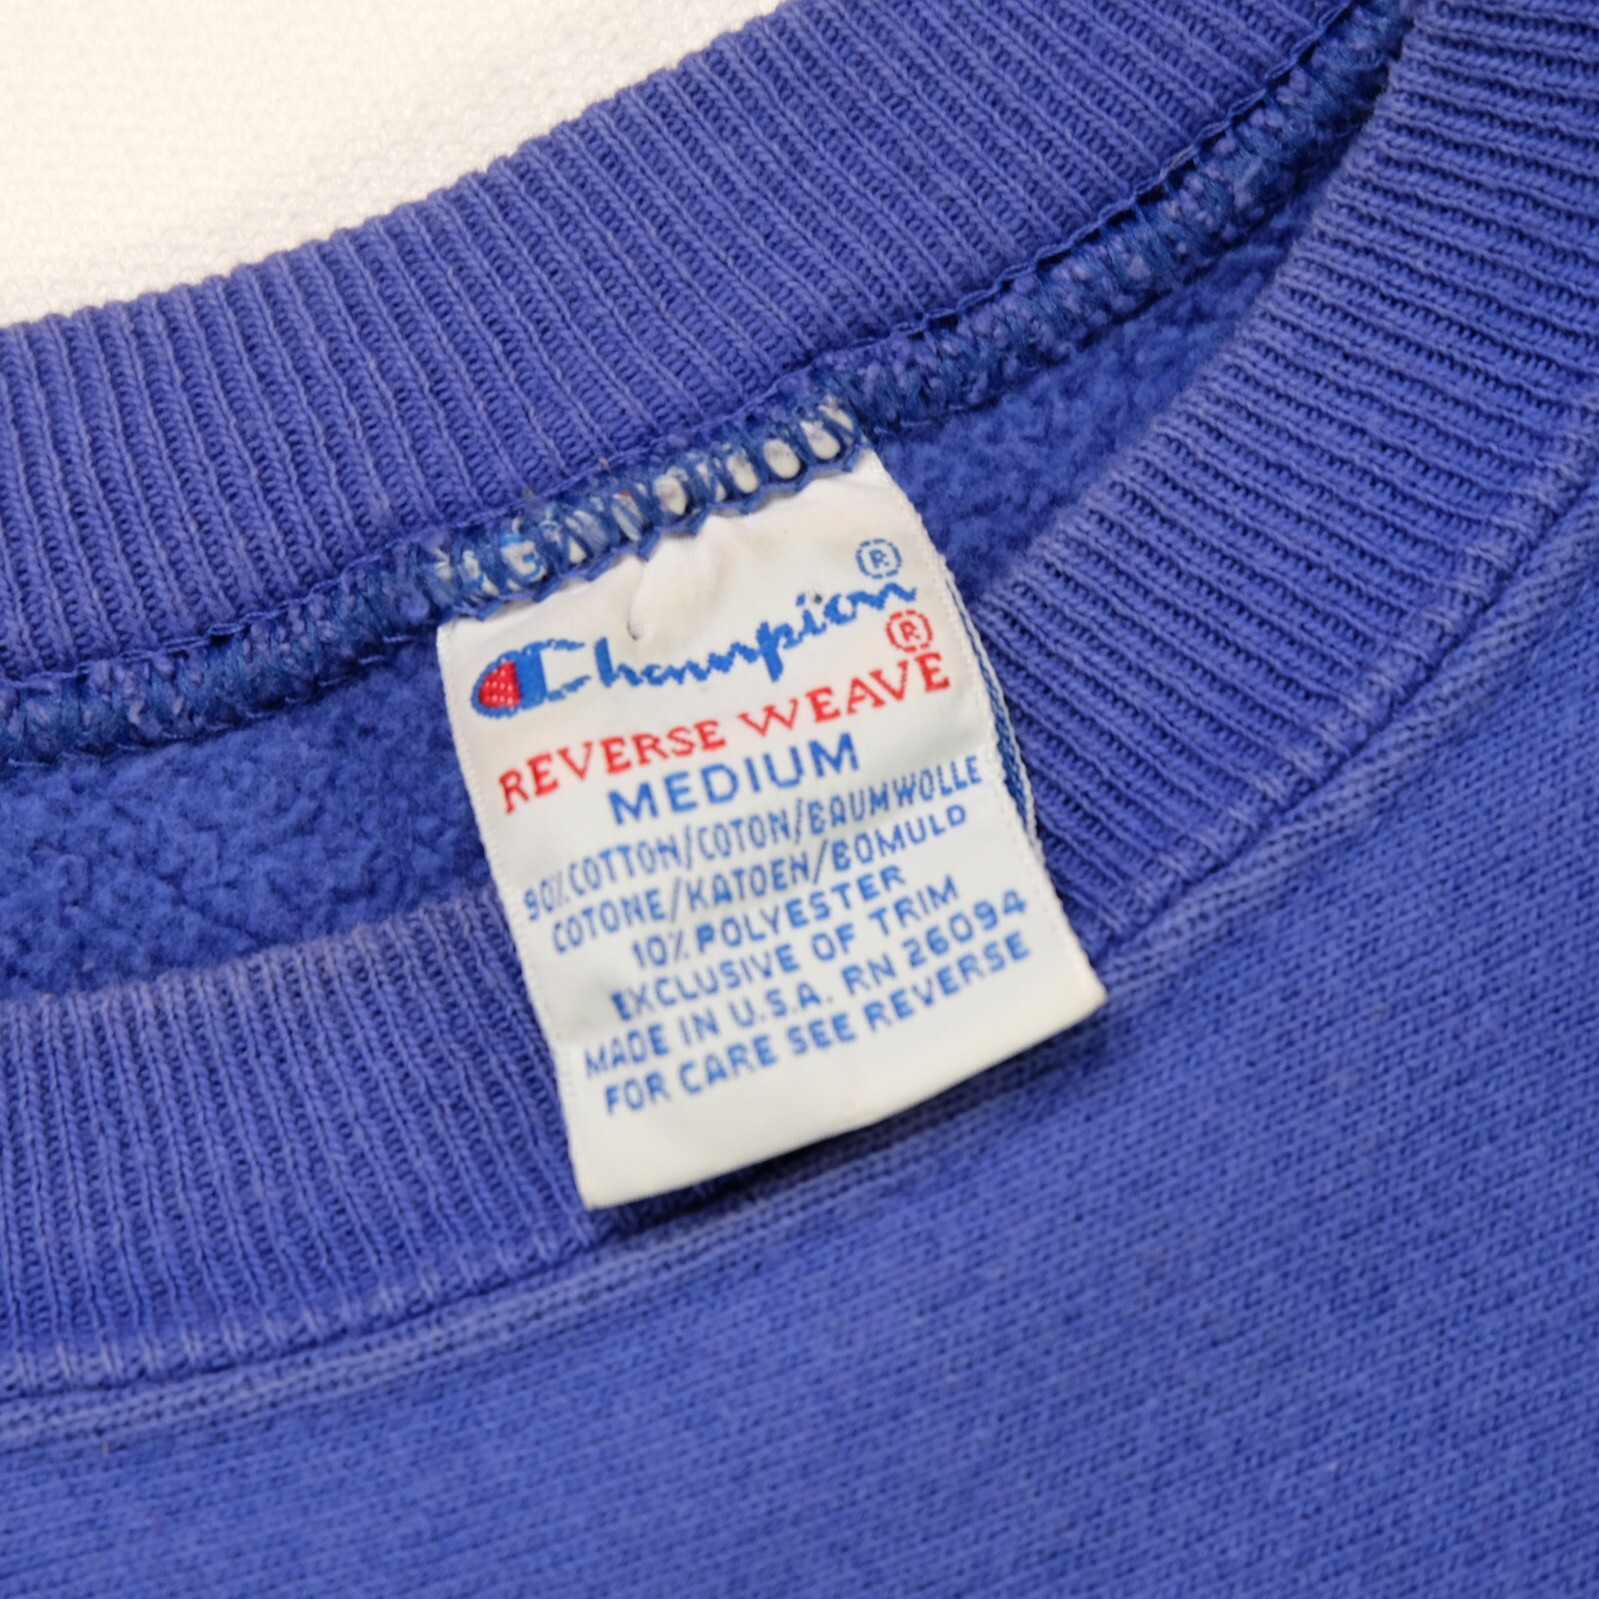 Champion®
REVERSE WEAVE®
MEDIUM
90% COTTON/COTON/BAUMWOLLE
COTONE/KATOEN/BOMULD
10% POLYESTER
EXCLUSIVE OF TRIM
MADE IN U.S.A. RN 26094
FOR CARE SEE REVERSE